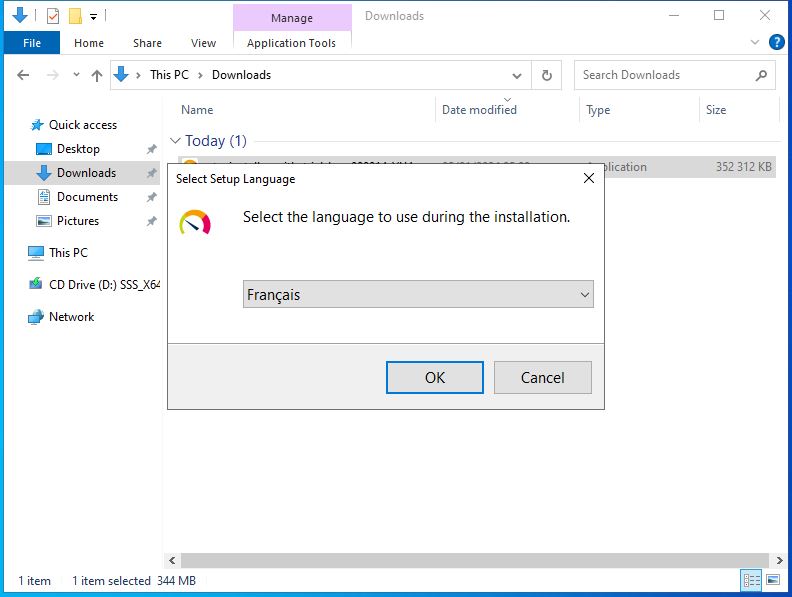 Manage
Downloads
File
Home
Share
View
Application Tools
This PC
Downloads
Search Downloads
Name
Date modified
Type
Size
Quick access
Today (1)
Desktop
Application
352 312 KB
Downloads
Documents
Pictures
This PC
CD Drive (D:) SSS_X64
Network
Select Setup Language
Select the language to use during the installation.
Français
OK
Cancel
1 item
1 item selected
344 MB